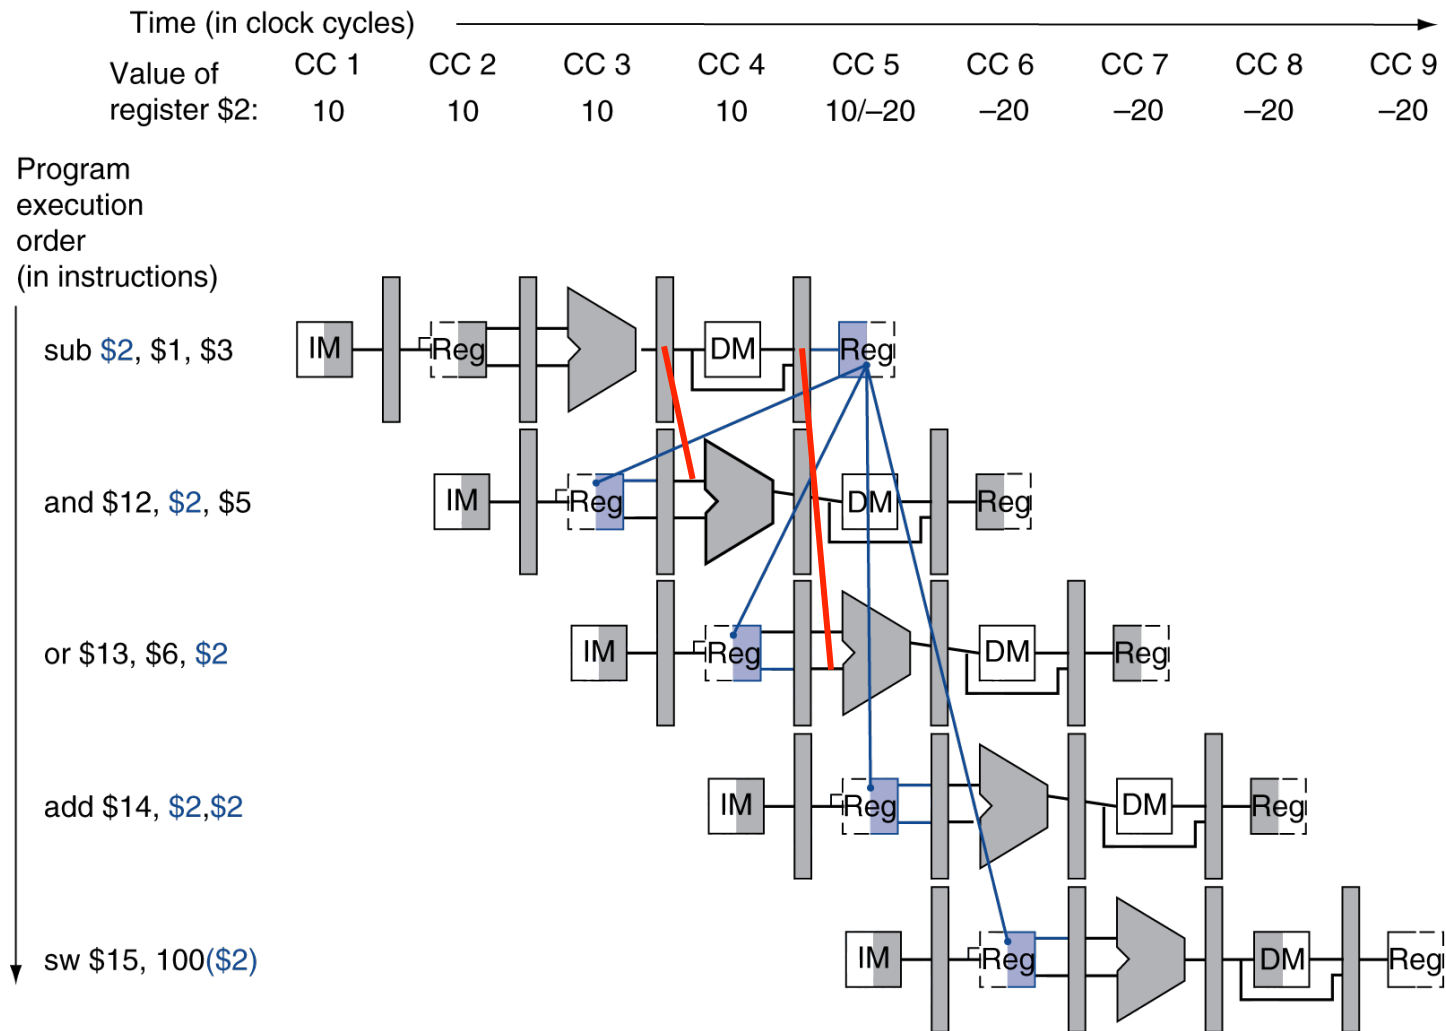 Time (in clock cycles)
CC 1 CC 2 CC 3 CC 4 CC 5 CC 6 CC 7 CC 8 CC 9
Value of
register $2: 10 10 10 10 10/–20 –20 –20 –20 –20
Program
execution
order
(in instructions)
sub $2, $1, $3 IM Reg DM Reg
and $12, $2, $5 IM Reg DM Reg
or $13, $6, $2 IM Reg DM Reg
add $14, $2,$2 IM Reg DM Reg
sw $15, 100($2) IM Reg DM Reg